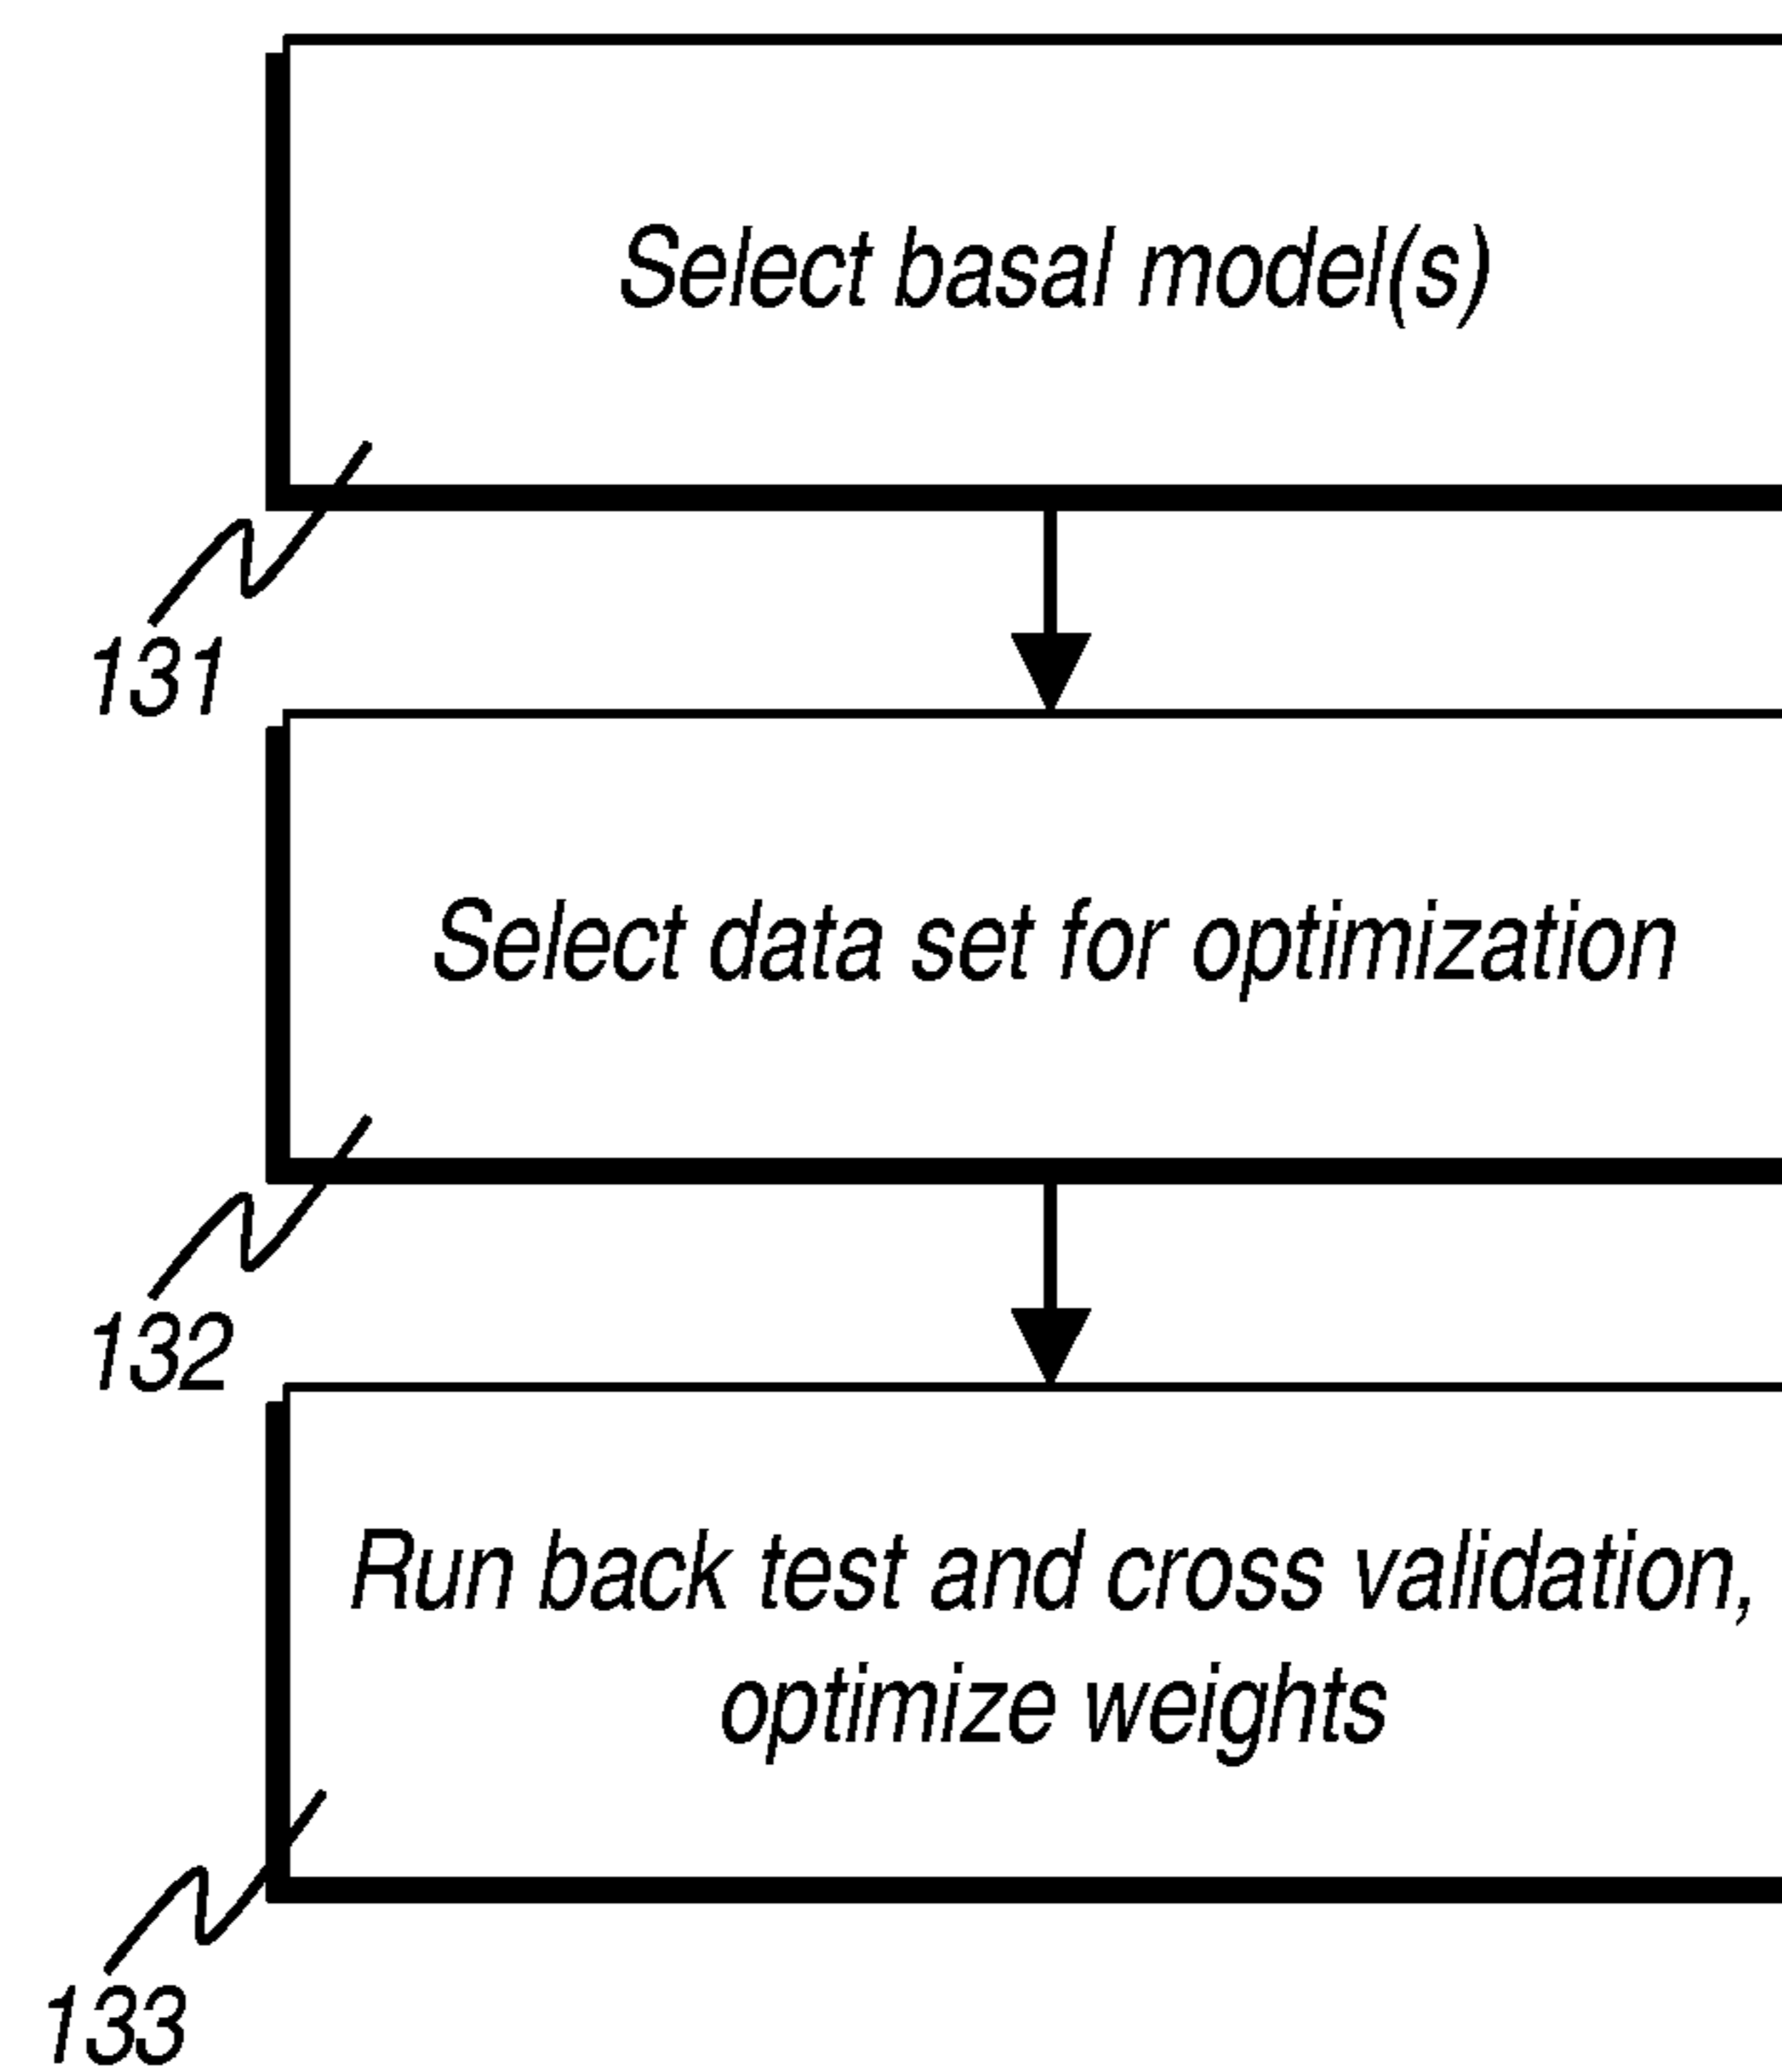 Select basal model(s)
131
Select data set for optimization
132
Run back test and cross validation,
optimize weights
133